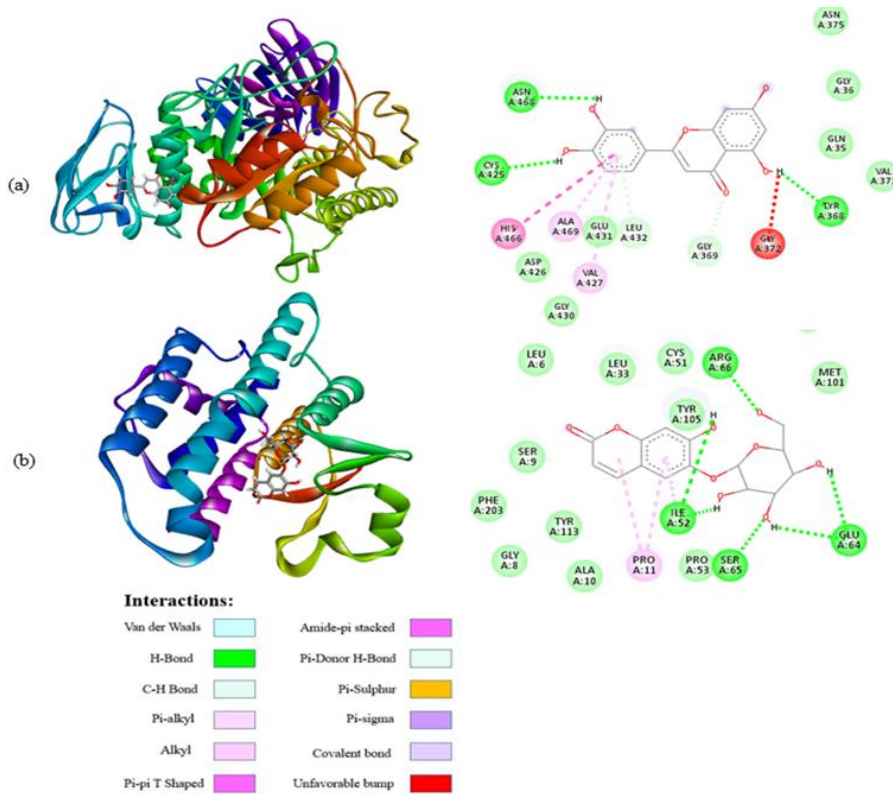 (a)
ASN
A:375
ASN
A:468
GLY
A:36
GLN
A:35
CYS
A:425
TYR
A:368
HIS
A:466
ALA
A:469
GLU
A:431
LEU
A:432
GLY
A:369
GLY
A:372
ASP
A:426
VAL
A:427
GLY
A:430
H
H
O
O
O
O
O
O
H
(b)
LEU
A:6
LEU
A:33
CYS
A:51
ARG
A:66
MET
A:101
TYR
A:105
SER
A:9
PHE
A:203
TYR
A:113
ILE
A:52
GLU
A:64
GLY
A:8
ALA
A:10
PRO
A:11
PRO
A:53
SER
A:65
Interactions:
Van der Waals
Amide-pi stacked
H-Bond
Pi-Donor H-Bond
C-H Bond
Pi-Sulphur
Pi-alkyl
Pi-sigma
Alkyl
Covalent bond
Pi-pi T Shaped
Unfavorable bump